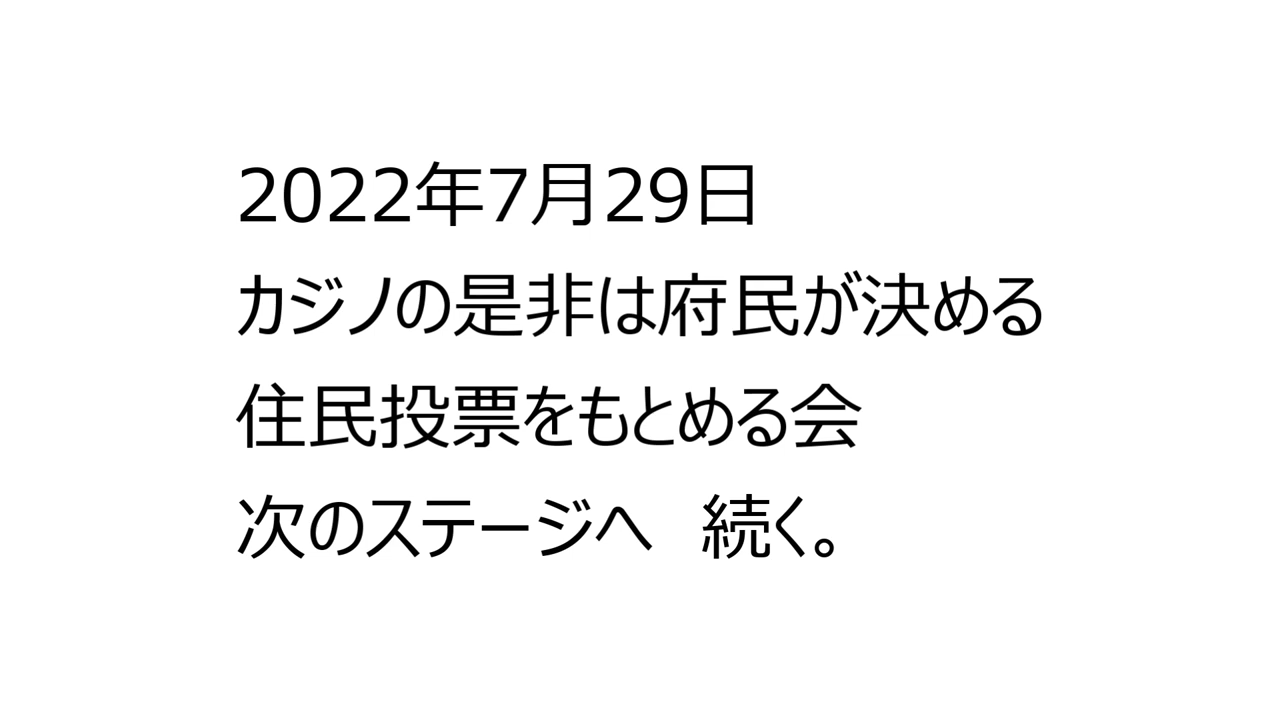 2022年7月29日
カジノの是非は府民が決める
住民投票をもとめる会
次のステージへ　続く。